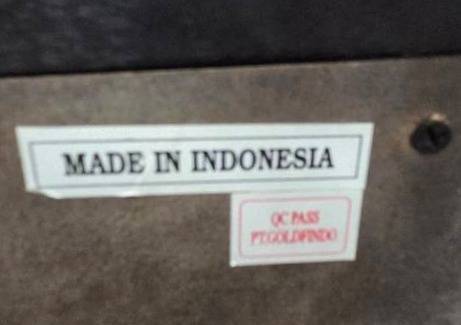 MADE IN INDONESIA
QC PASS
PT.GOLDFINDO